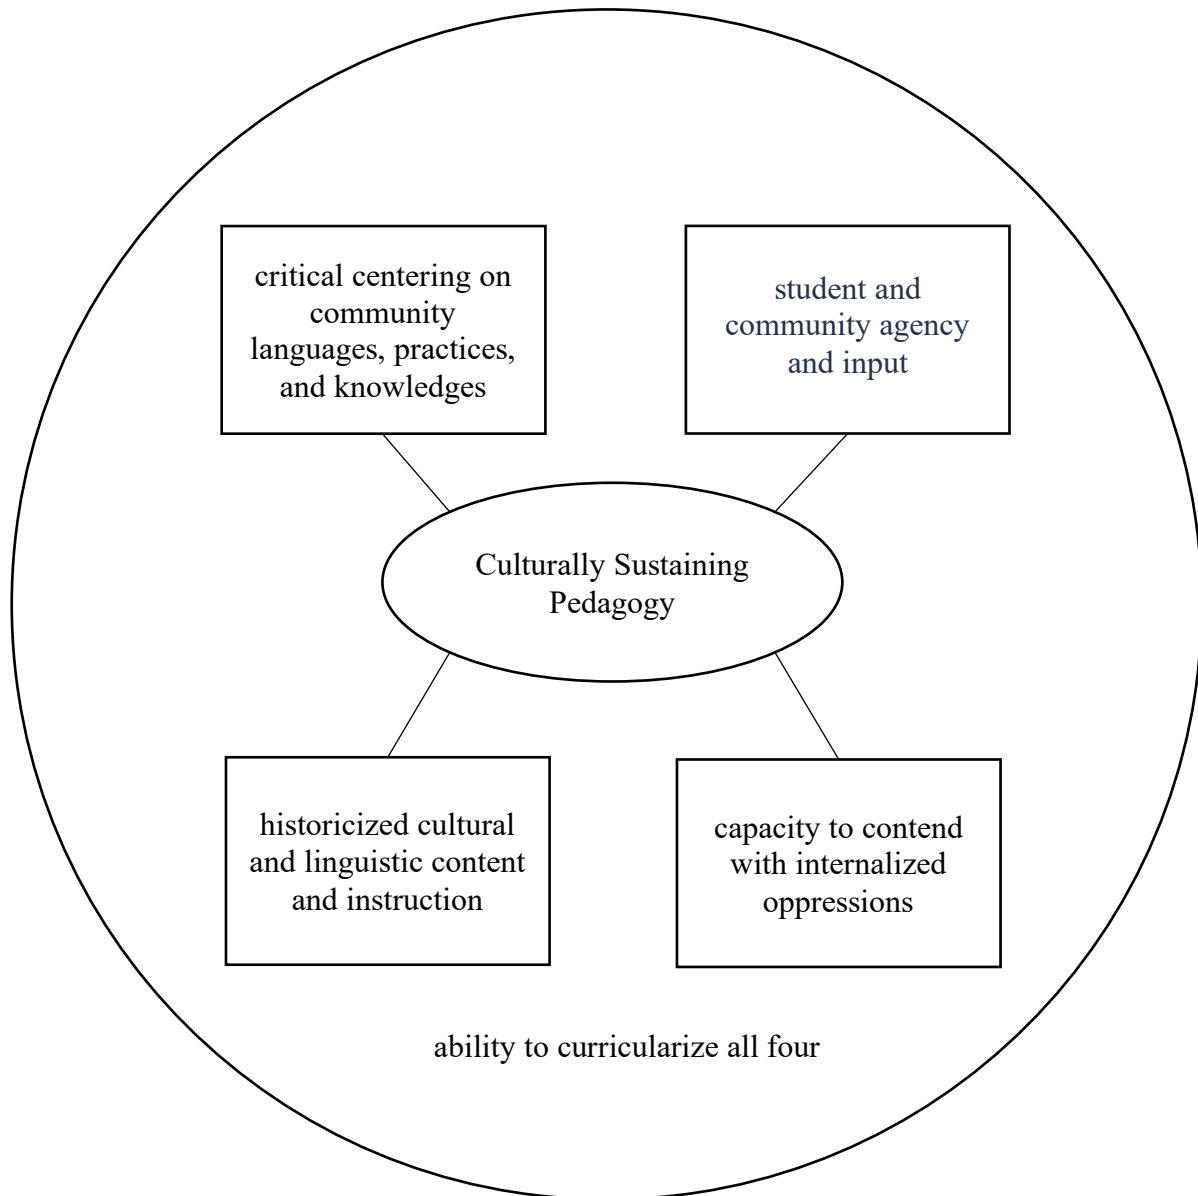 critical centering on
community
languages, practices,
and knowledges
student and
community agency
and input
Culturally Sustaining
Pedagogy
historicized cultural
and linguistic content
and instruction
capacity to contend
with internalized
oppressions
ability to curricularize all four